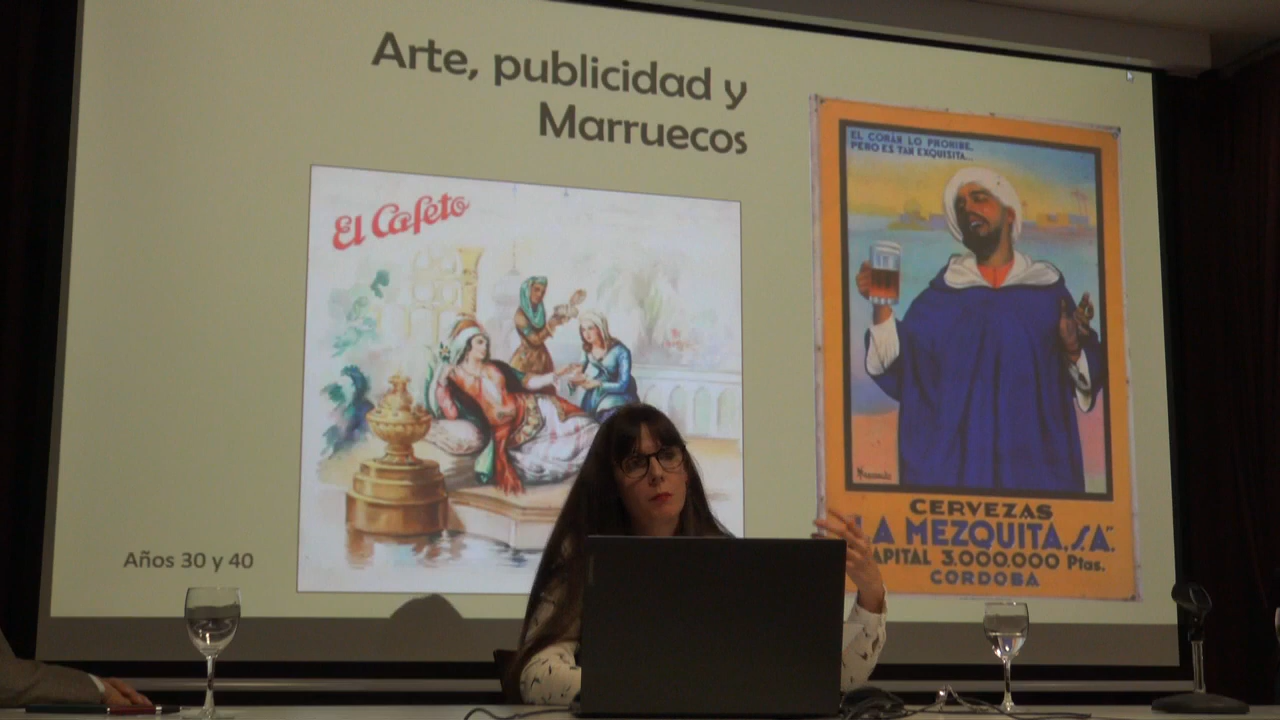 Arte, publicidad y
Marruecos
El Cafeto
EL CORÁN LO PROHIBE,
PERO ES TAN EXQUISITA...
CERVEZAS
"LA MEZQUITA, S.A."
CAPITAL 3.000.000 Ptas.
CORDOBA
Años 30 y 40